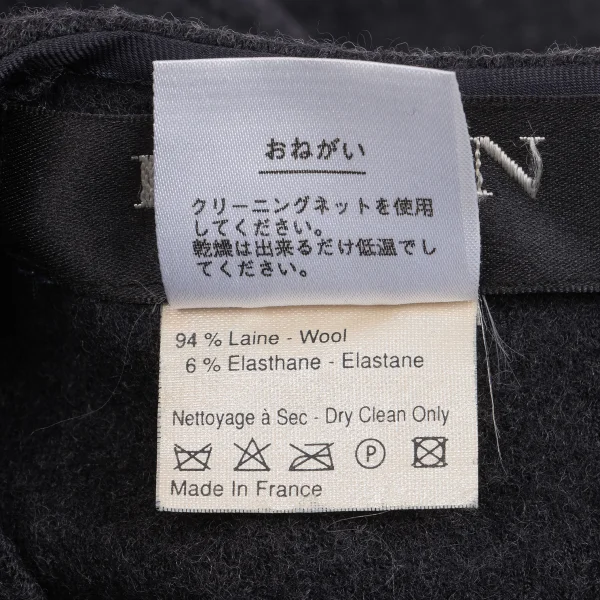 おねがい
クリーニングネットを使用
してください。
乾燥は出来るだけ低温でし
てください。
94 % Laine - Wool
6 % Elasthane - Elastane
Nettoyage à Sec - Dry Clean Only
P
Made In France